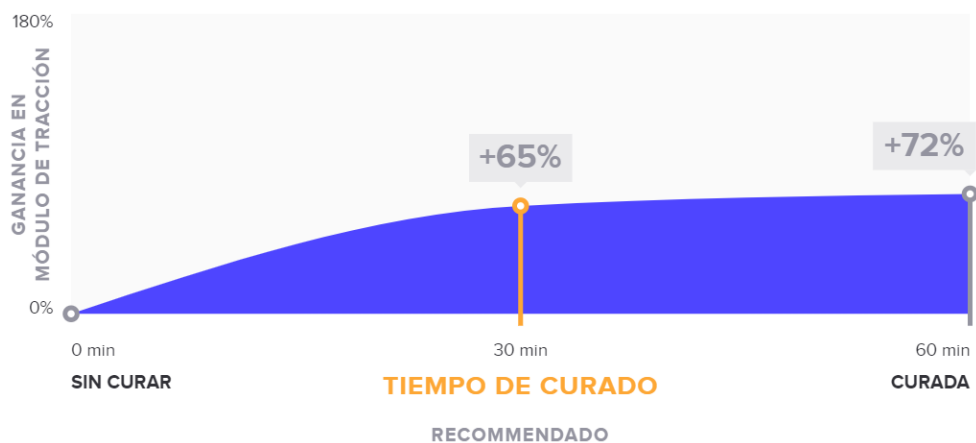 180%
GANANCIA EN
MÓDULO DE TRACCIÓN
+65%
+72%
0%
0 min
30 min
60 min
SIN CURAR
TIEMPO DE CURADO
CURADA
RECOMMENDADO